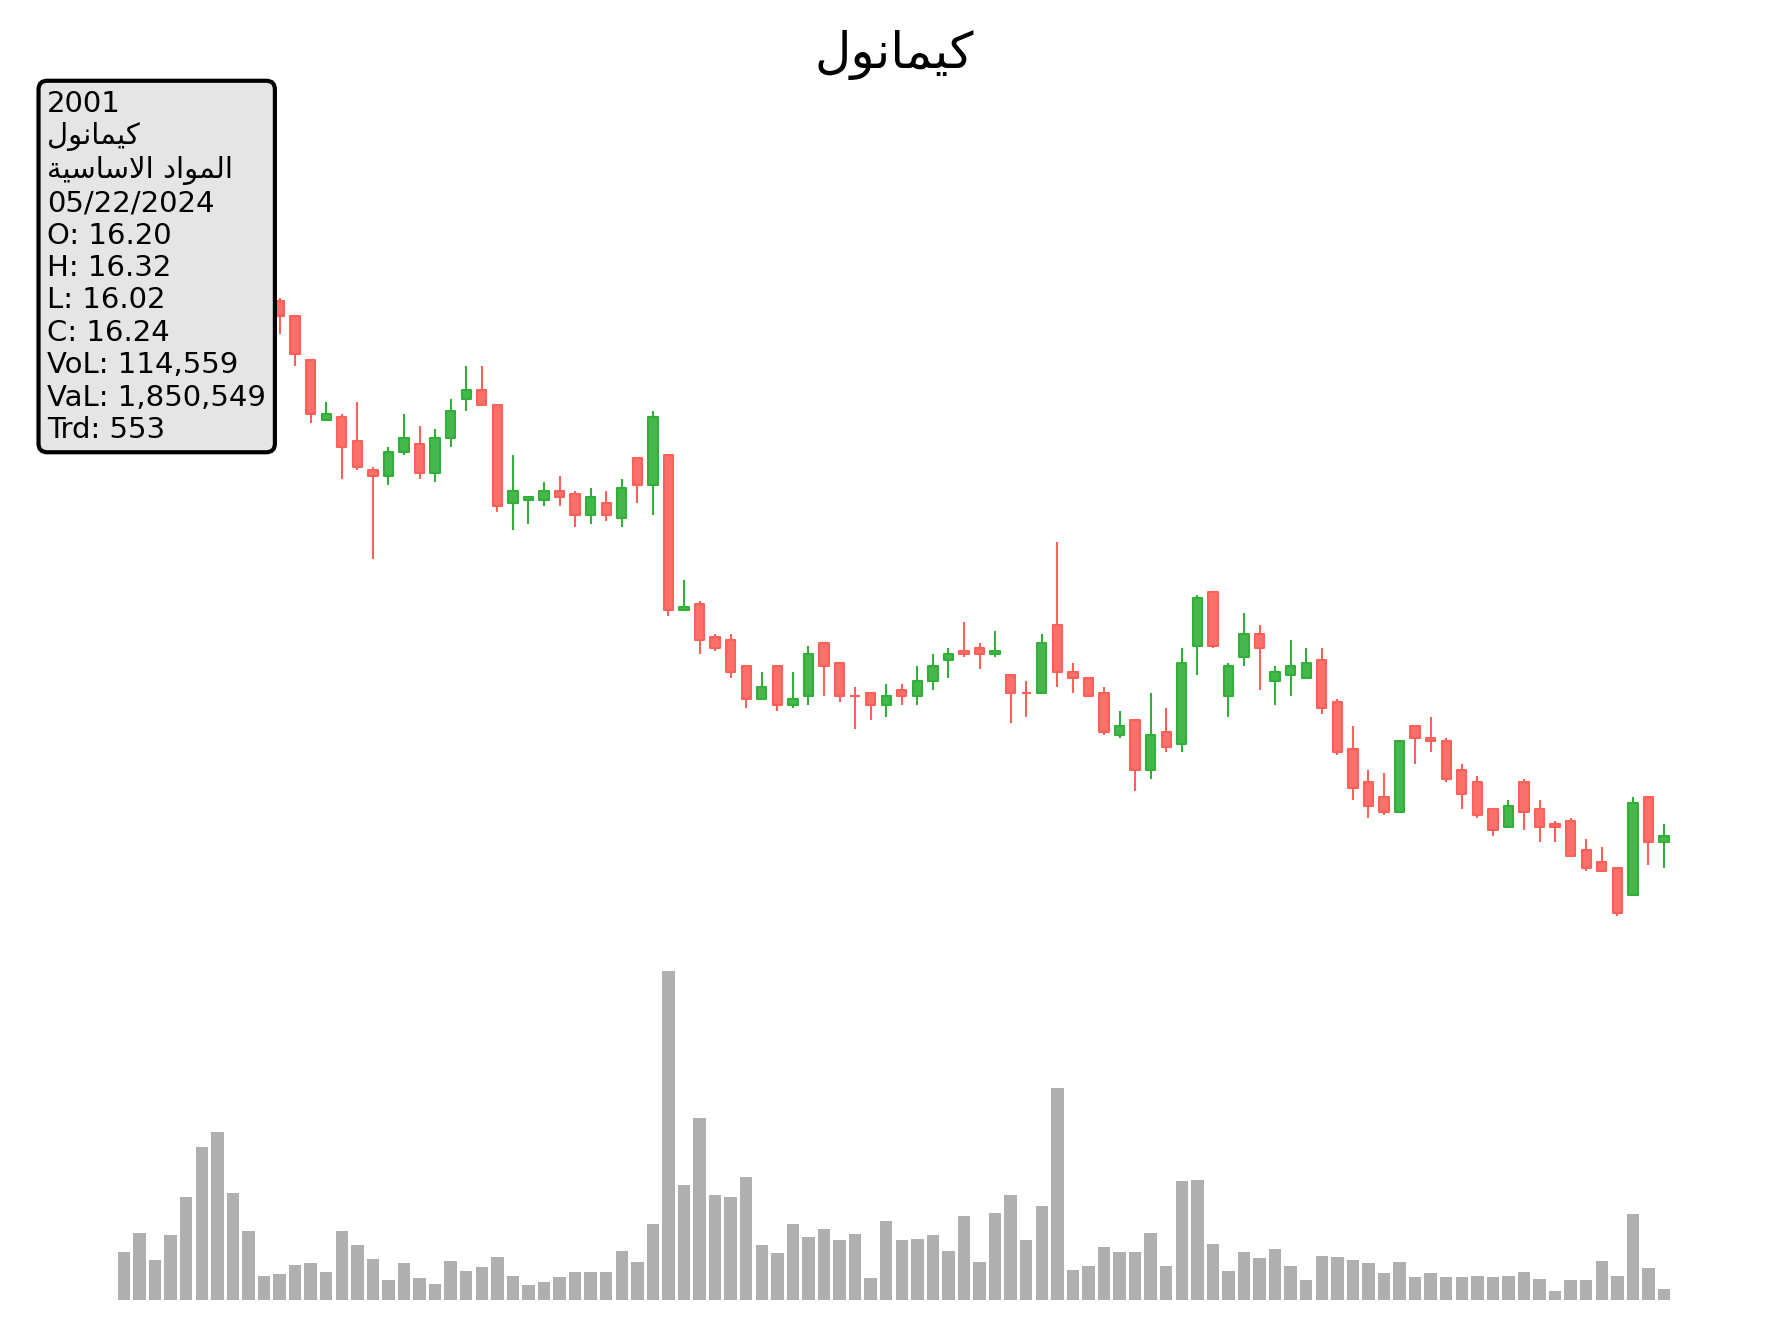 كيمانول
2001
كيمانول
المواد الاساسية
05/22/2024
O: 16.20
H: 16.32
L: 16.02
C: 16.24
VoL: 114,559
VaL: 1,850,549
Trd: 553